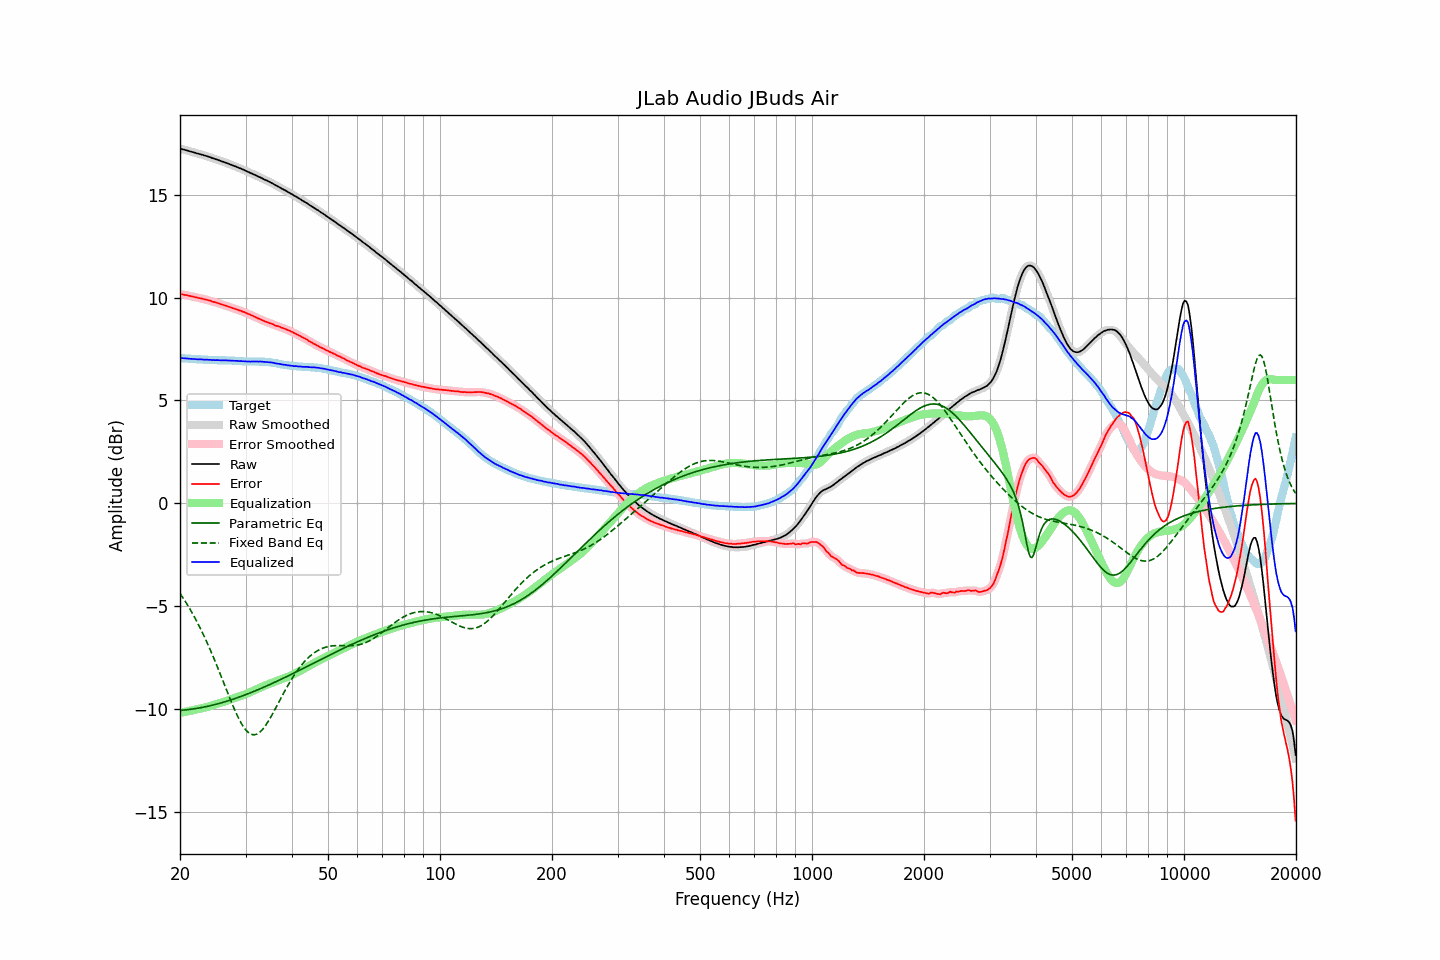 JLab Audio JBuds Air
Amplitude (dBr)
15
10
5
0
−5
−10
−15
Target
Raw Smoothed
Error Smoothed
Raw
Error
Equalization
Parametric Eq
Fixed Band Eq
Equalized
20 50 100 200 500 1000 2000 5000 10000 20000
Frequency (Hz)